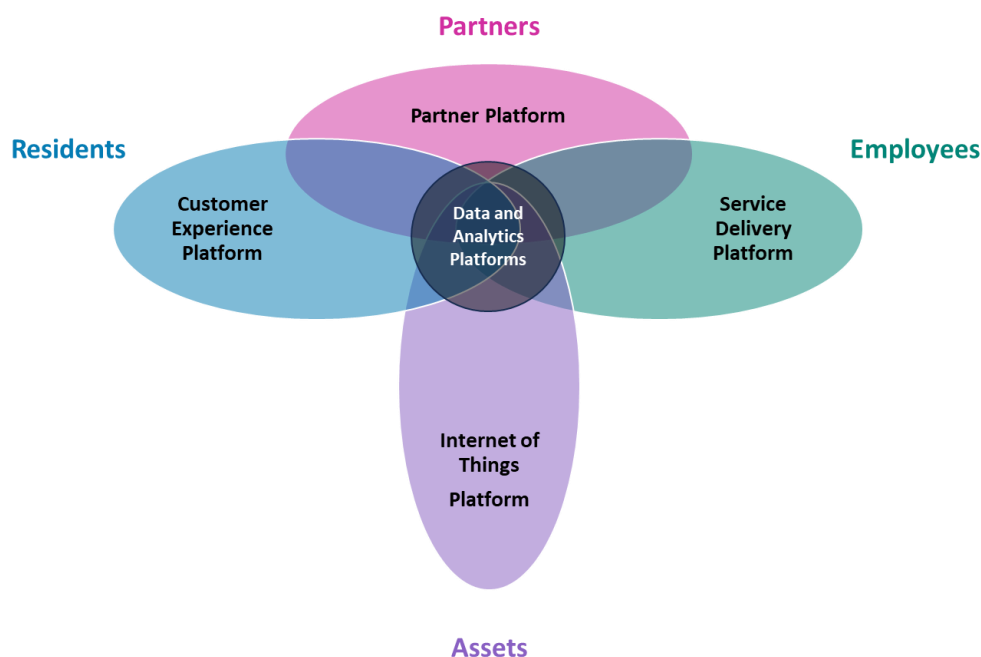 Partners
Partner Platform
Residents
Employees
Customer
Experience
Platform
Data and
Analytics
Platforms
Service
Delivery
Platform
Internet of
Things
Platform
Assets